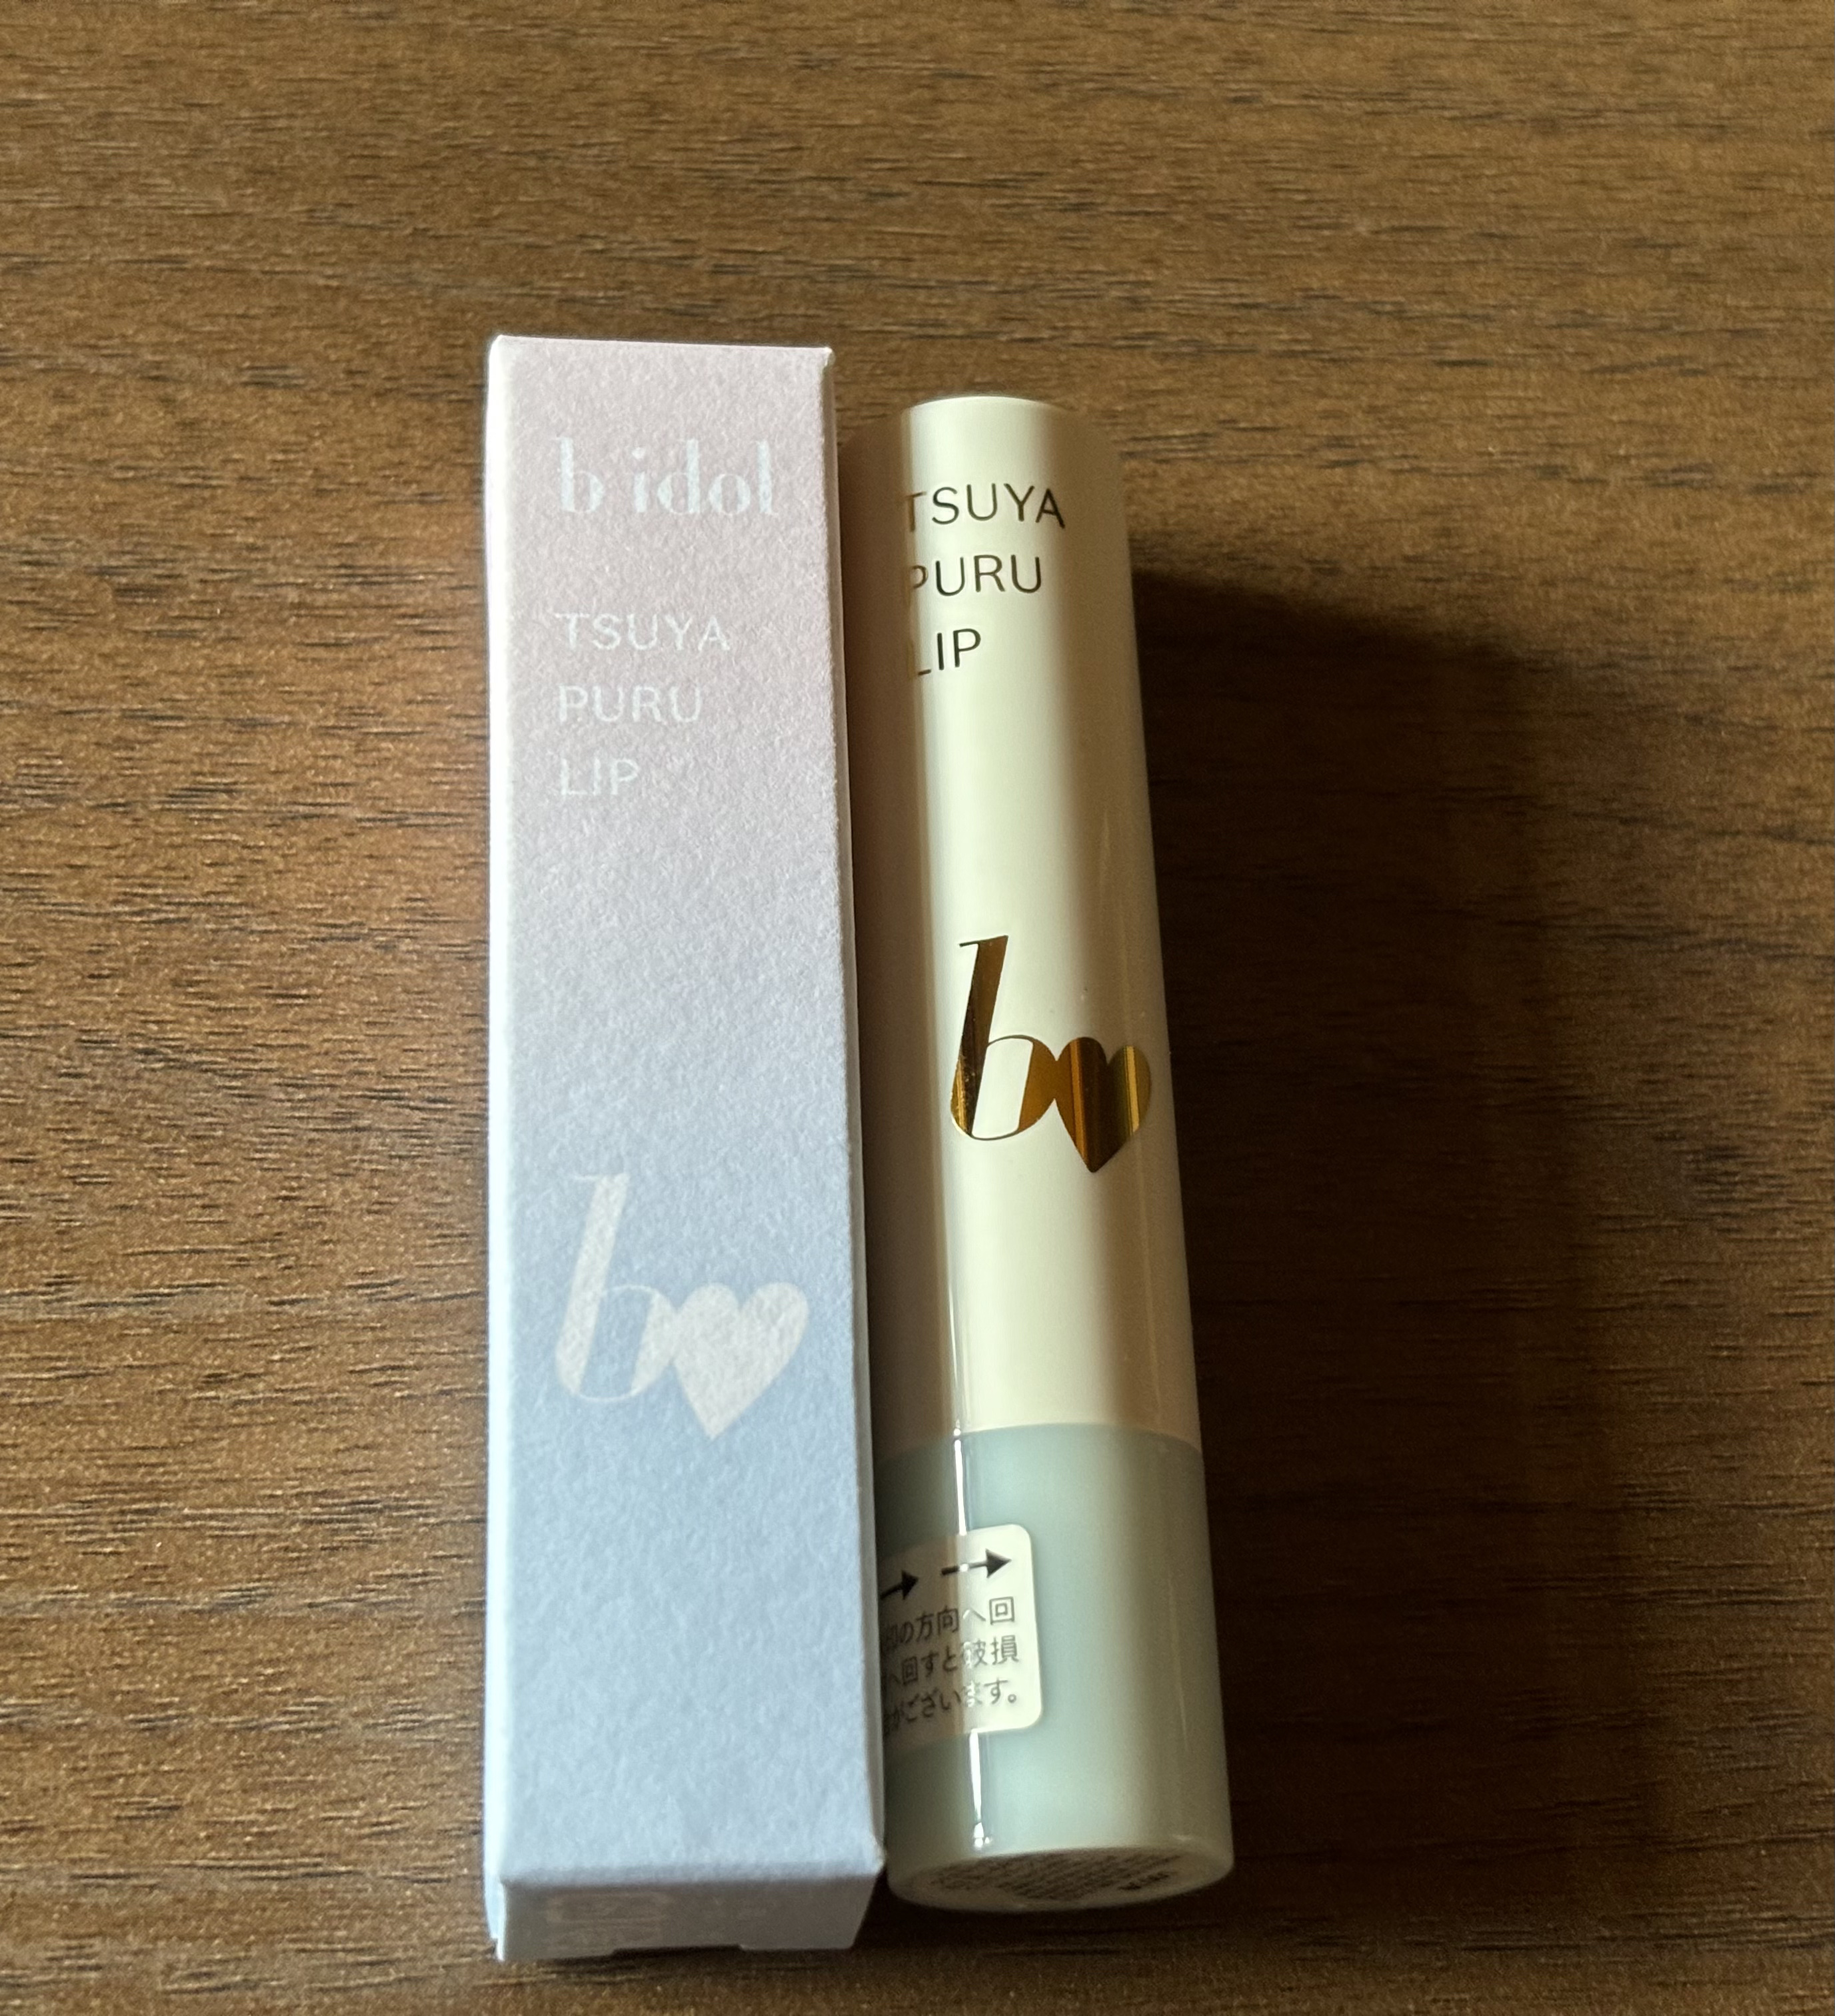 b idol
TSUYA
PURU
LIP
b
TSUYA
PURU
LIP
b
→ →
印の方向へ回
へ回すと破損
がございます。